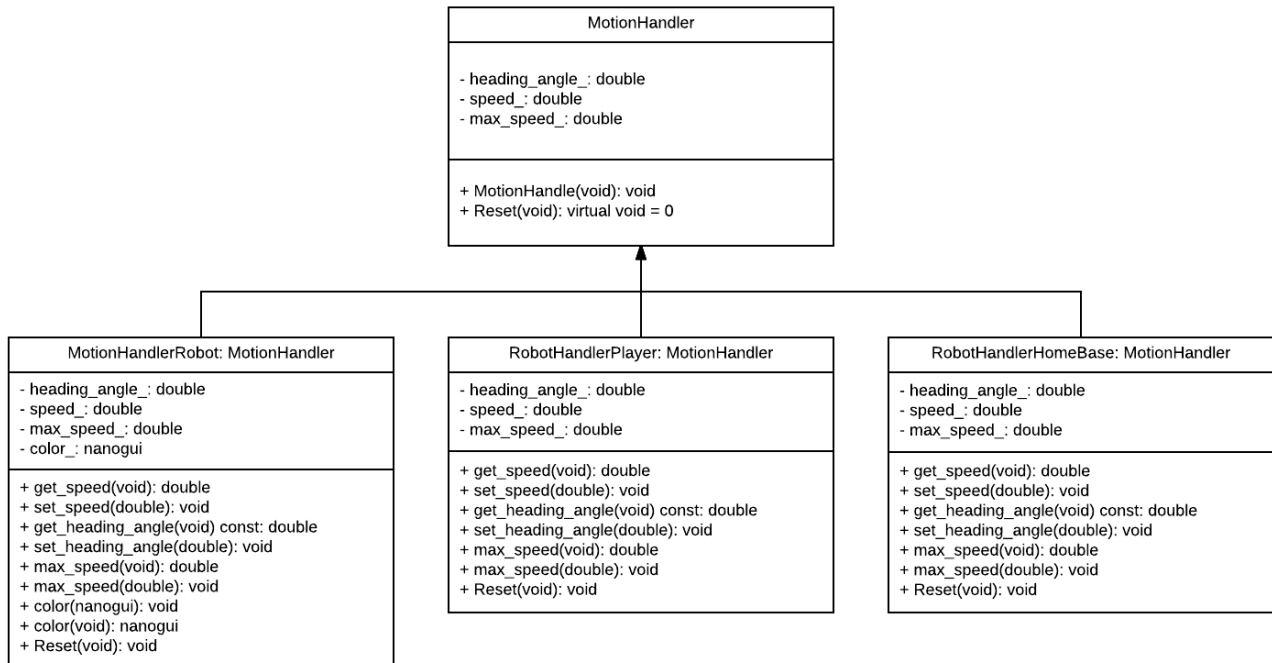 MotionHandler
- heading_angle_: double
- speed_: double
- max_speed_: double
+ MotionHandle(void): void
+ Reset(void): virtual void = 0
MotionHandlerRobot: MotionHandler
- heading_angle_: double
- speed_: double
- max_speed_: double
- color_: nanogui
+ get_speed(void): double
+ set_speed(double): void
+ get_heading_angle(void) const: double
+ set_heading_angle(double): void
+ max_speed(void): double
+ max_speed(double): void
+ color(nanogui): void
+ color(void): nanogui
+ Reset(void): void
RobotHandlerPlayer: MotionHandler
- heading_angle_: double
- speed_: double
- max_speed_: double
+ get_speed(void): double
+ set_speed(double): void
+ get_heading_angle(void) const: double
+ set_heading_angle(double): void
+ max_speed(void): double
+ max_speed(double): void
+ Reset(void): void
RobotHandlerHomeBase: MotionHandler
- heading_angle_: double
- speed_: double
- max_speed_: double
+ get_speed(void): double
+ set_speed(double): void
+ get_heading_angle(void) const: double
+ set_heading_angle(double): void
+ max_speed(void): double
+ max_speed(double): void
+ Reset(void): void